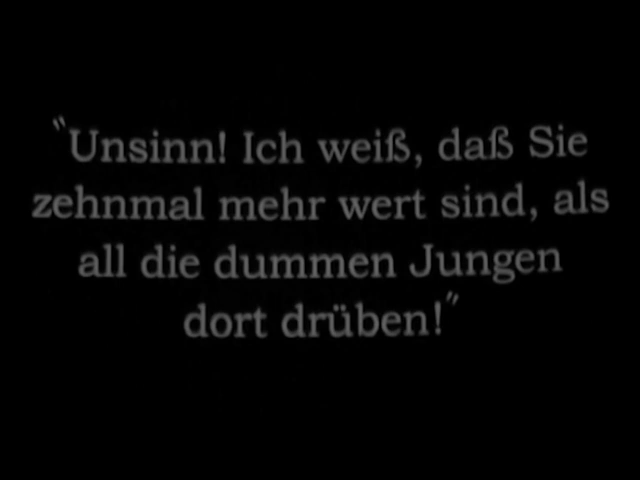 "Unsinn! Ich weiß, daß Sie
zehnmal mehr wert sind, als
all die dummen Jungen
dort drüben!"